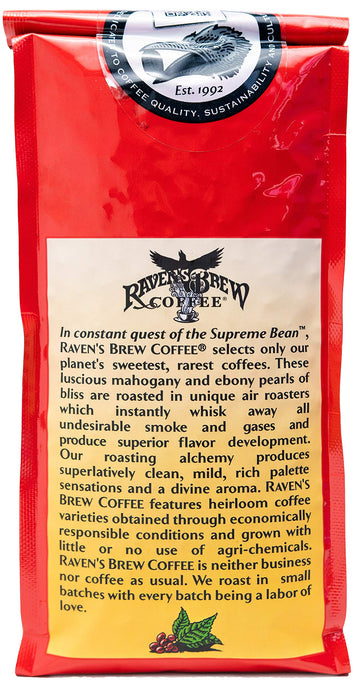 DICATED TO COFFEE QUALITY, SUSTAINABILITY AND CULT
Est. 1992
RAVEN'S BREW
COFFEE®
In constant quest of the Supreme Bean™,
RAVEN'S BREW COFFEE® selects only our
planet's sweetest, rarest coffees. These
luscious mahogany and ebony pearls of
bliss are roasted in unique air roasters
which instantly whisk away all
undesirable smoke and gases and
produce superior flavor development.
Our roasting alchemy produces
superlatively clean, mild, rich palette
sensations and a divine aroma. RAVEN'S
BREW COFFEE features heirloom coffee
varieties obtained through economically
responsible conditions and grown with
little or no use of agri-chemicals.
RAVEN'S BREW COFFEE is neither business
nor coffee as usual. We roast in small
batches with every batch being a labor of
love.